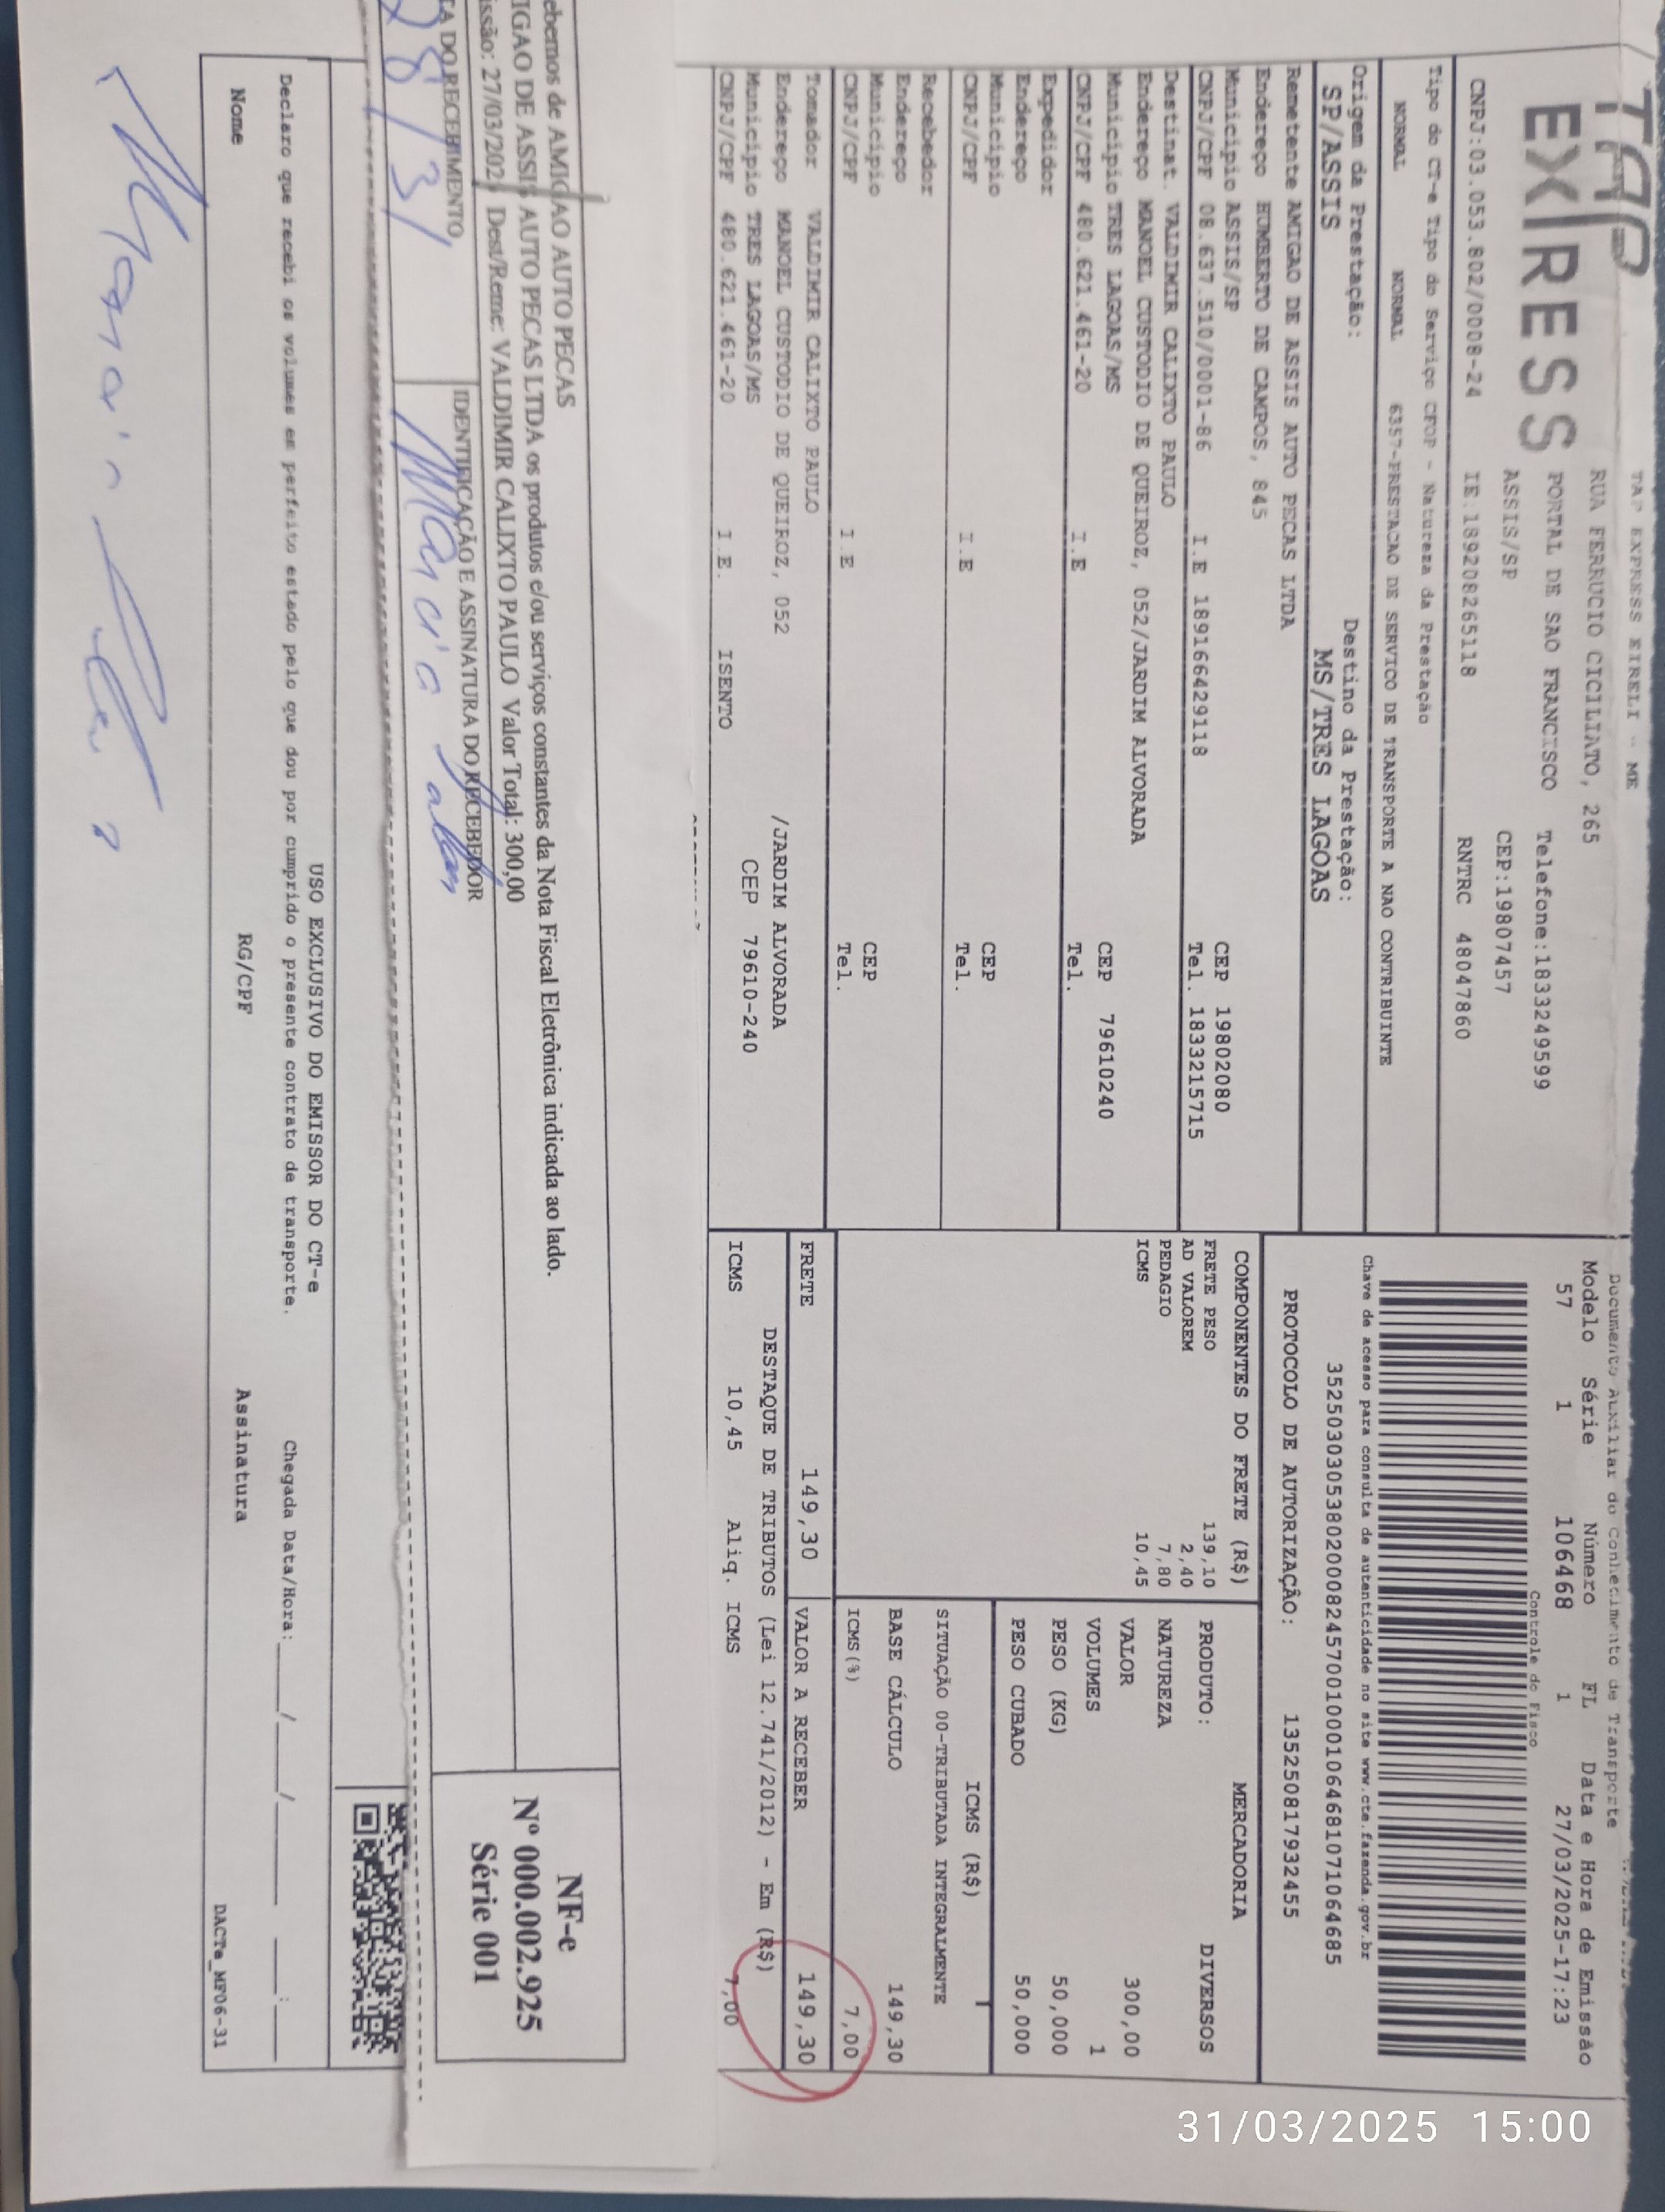 TAP
EXPRESS
TAP EXPRESS EIRELI - ME
RUA FERRUCIO CICILIATO, 265
PORTAL DE SAO FRANCISCO Telefone:1833249599
ASSIS/SP CEP:19807457
CNPJ:03.053.802/0008-24 IE.189208265118 RNTRC 48047860
Tipo do CT-e Tipo do Serviço CFOP - Natureza da Prestação
NORMAL NORMAL 6357-PRESTACAO DE SERVICO DE TRANSPORTE A NAO CONTRIBUINTE
Origem da Prestação: Destino da Prestação:
SP/ASSIS MS/TRES LAGOAS
Remetente AMIGAO DE ASSIS AUTO PECAS LTDA
Endereço HUMBERTO DE CAMPOS, 845
Município ASSIS/SP CEP 19802080
CNPJ/CPF 08.637.510/0001-86 I.E 189166429118 Tel. 1833215715
Destinat. VALDIMIR CALIXTO PAULO
Endereço MANOEL CUSTODIO DE QUEIROZ, 052/JARDIM ALVORADA
Município TRES LAGOAS/MS CEP 79610240
CNPJ/CPF 480.621.461-20 I.E Tel.
Expedidor
Endereço
Município CEP
CNPJ/CPF I.E Tel.
Recebedor
Endereço
Município CEP
CNPJ/CPF I.E Tel.
Tomador VALDIMIR CALIXTO PAULO
Endereço MANOEL CUSTODIO DE QUEIROZ, 052 /JARDIM ALVORADA
Município TRES LAGOAS/MS CEP 79610-240
CNPJ/CPF 480.621.461-20 I.E. ISENTO
Documento Auxiliar do Conhecimento de Transporte
Modelo Série Número FL Data e Hora de Emissão
57 1 106468 1 27/03/2025-17:23
Controle do Fisco
Chave de acesso para consulta de autenticidade no site www.cte.fazenda.gov.br
35250303053802000824570010001064681071064685
PROTOCOLO DE AUTORIZAÇÃO: 135250817932455
COMPONENTES DO FRETE (R$)
FRETE PESO 139,10
AD VALOREM 2,40
PEDAGIO 7,80
ICMS 10,45
MERCADORIA
PRODUTO: DIVERSOS
NATUREZA
VALOR 300,00
VOLUMES 1
PESO (KG) 50,000
PESO CUBADO 50,000
ICMS (R$)
SITUAÇÃO 00-TRIBUTADA INTEGRALMENTE
BASE CÁLCULO 149,30
ICMS(%) 7,00
FRETE 149,30 VALOR A RECEBER 149,30
DESTAQUE DE TRIBUTOS (Lei 12.741/2012) - Em (R$)
ICMS 10,45 Aliq. ICMS 7,00
ebemos de AMIGAO AUTO PECAS
IGAO DE ASSIS AUTO PECAS LTDA os produtos e/ou serviços constantes da Nota Fiscal Eletrônica indicada ao lado.
issão: 27/03/202 Dest/Reme: VALDIMIR CALIXTO PAULO Valor Total: 300,00
TA DO RECEBIMENTO IDENTIFICAÇÃO E ASSINATURA DO RECEBEDOR
28/3/
NF-e
Nº 000.002.925
Série 001
USO EXCLUSIVO DO EMISSOR DO CT-e
Declaro que recebi os volumes em perfeito estado pelo que dou por cumprido o presente contrato de transporte. Chegada Data/Hora:____/____/______ ____:____
Nome RG/CPF Assinatura
DACTe_MF06-31
31/03/2025 15:00